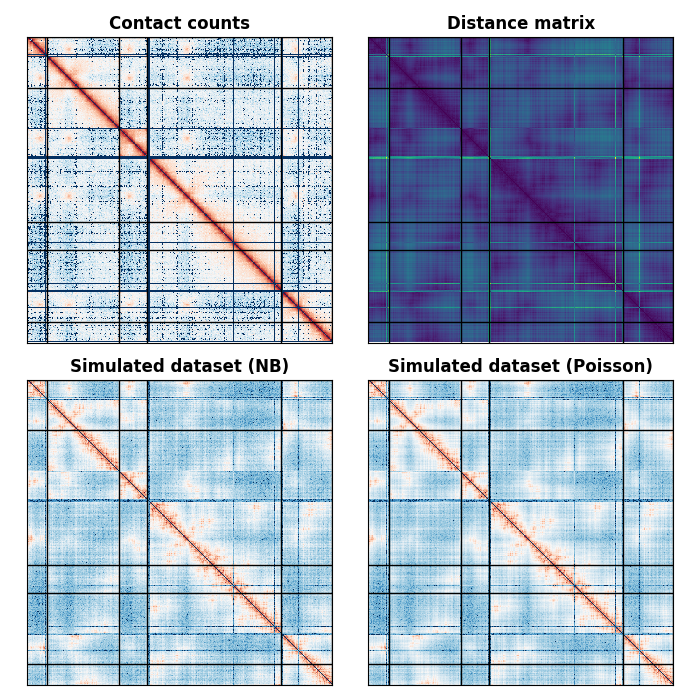 Contact counts
Distance matrix
Simulated dataset (NB)
Simulated dataset (Poisson)